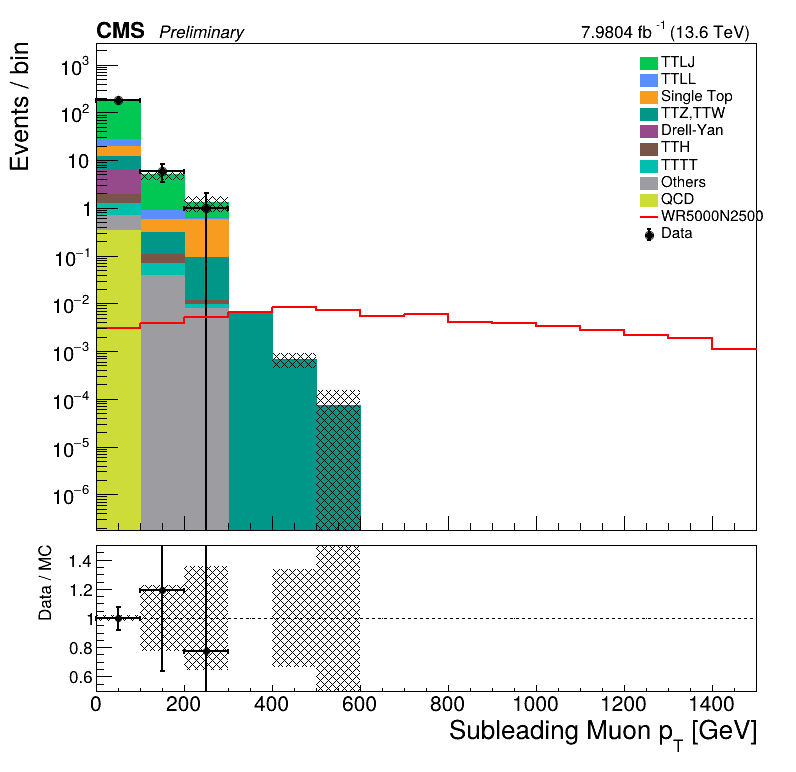 CMS Preliminary 7.9804 fb⁻¹ (13.6 TeV)
Events / bin
10³
10²
10
1
10⁻¹
10⁻²
10⁻³
10⁻⁴
10⁻⁵
10⁻⁶
TTLJ
TTLL
Single Top
TTZ,TTW
Drell-Yan
TTH
TTTT
Others
QCD
WR5000N2500
Data
Data / MC
1.4
1.2
1
0.8
0.6
0 200 400 600 800 1000 1200 1400
Subleading Muon p_T [GeV]